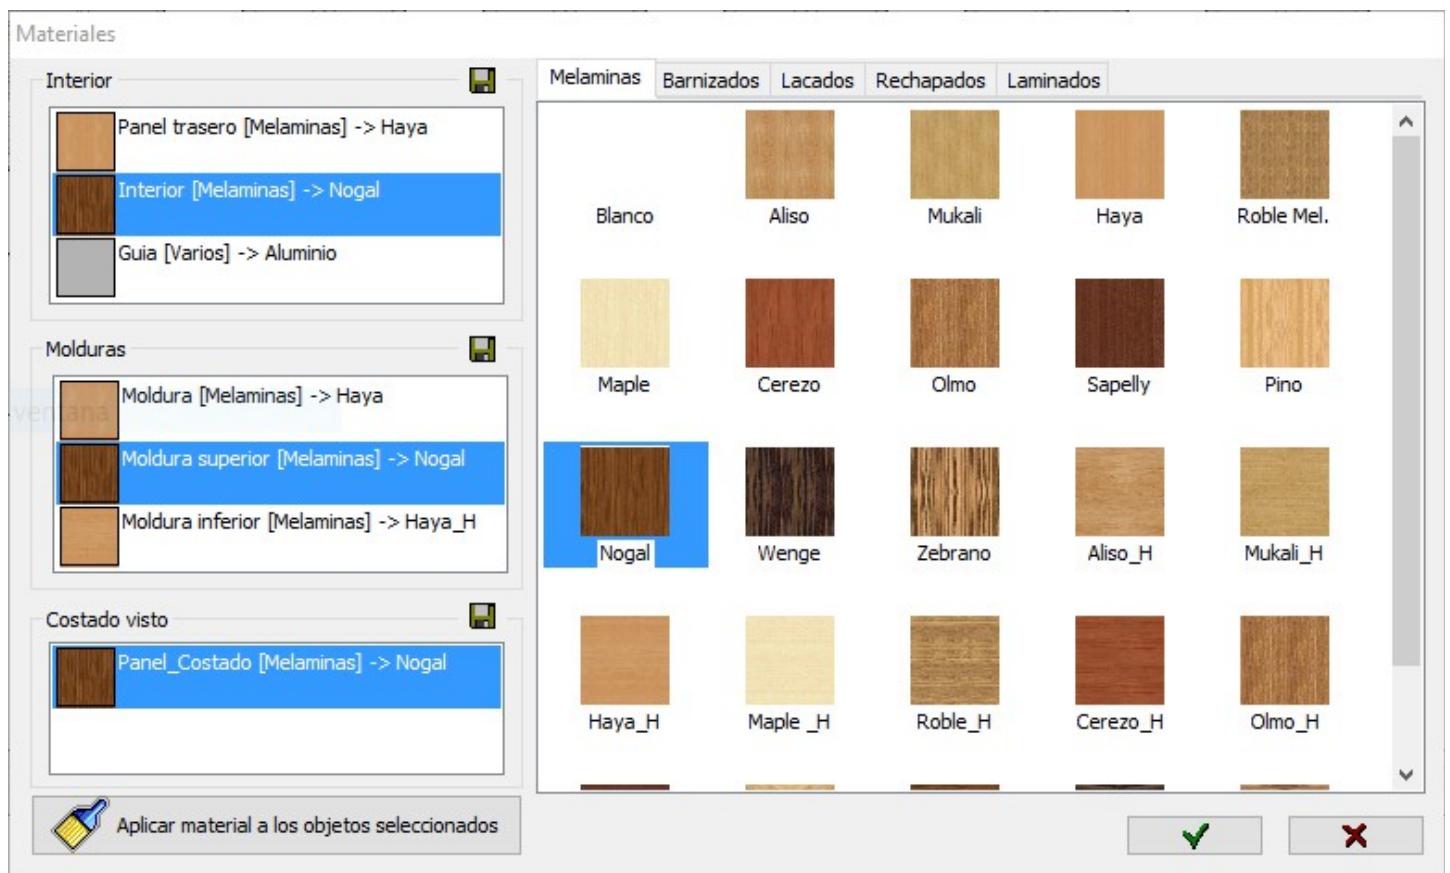 Materiales
Interior
Panel trasero [Melaminas] -> Haya
Interior [Melaminas] -> Nogal
Guia [Varios] -> Aluminio
Molduras
ventana
Moldura [Melaminas] -> Haya
Moldura superior [Melaminas] -> Nogal
Moldura inferior [Melaminas] -> Haya_H
Costado visto
Panel_Costado [Melaminas] -> Nogal
Aplicar material a los objetos seleccionados
Melaminas Barnizados Lacados Rechapados Laminados
Blanco Aliso Mukali Haya Roble Mel.
Maple Cerezo Olmo Sapelly Pino
Nogal Wenge Zebrano Aliso_H Mukali_H
Haya_H Maple _H Roble_H Cerezo_H Olmo_H